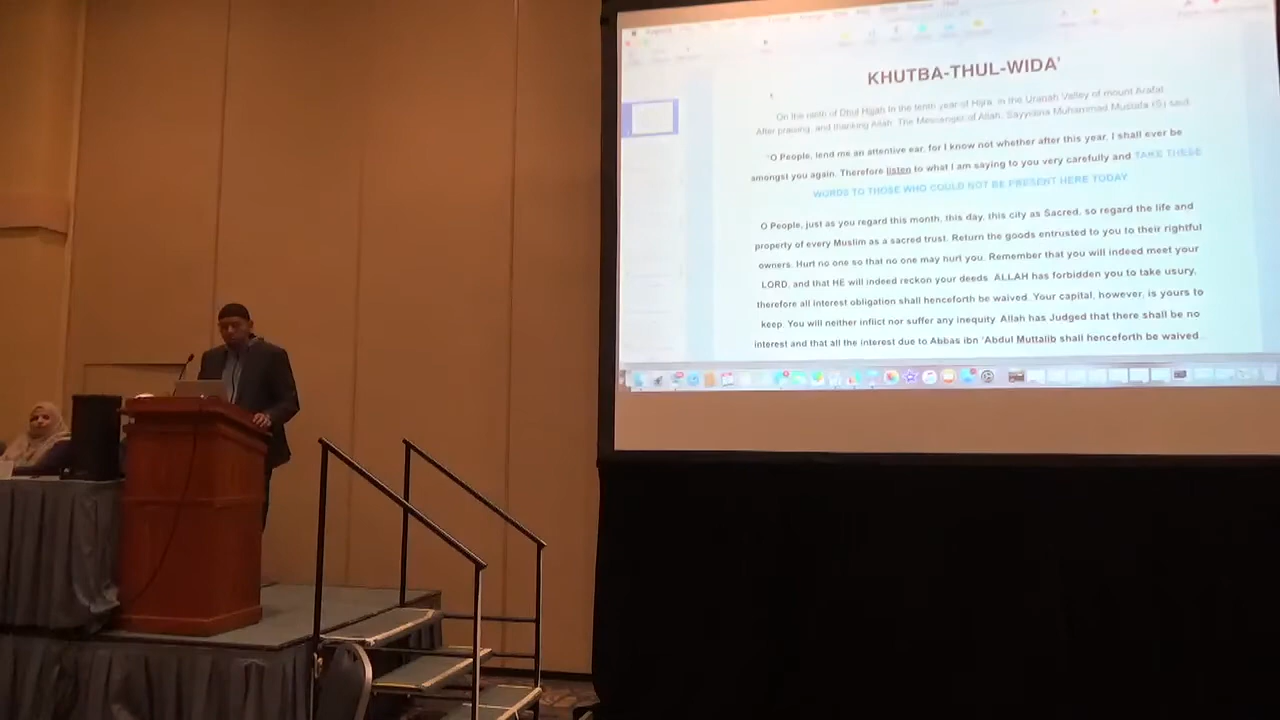 KHUTBA-THUL-WIDA'
On the ninth of Dhul Hijjah in the tenth year of Hijra, in the Uranah Valley of mount Arafat
After praising, and thanking Allah, The Messenger of Allah, Sayyidina Muhammad Mustafa (S) said
"O People, lend me an attentive ear, for I know not whether after this year, I shall ever be
amongst you again. Therefore listen to what I am saying to you very carefully and TAKE THESE
WORDS TO THOSE WHO COULD NOT BE PRESENT HERE TODAY
O People, just as you regard this month, this day, this city as Sacred, so regard the life and
property of every Muslim as a sacred trust. Return the goods entrusted to you to their rightful
owners. Hurt no one so that no one may hurt you. Remember that you will indeed meet your
LORD, and that HE will indeed reckon your deeds. ALLAH has forbidden you to take usury,
therefore all interest obligation shall henceforth be waived. Your capital, however, is yours to
keep. You will neither inflict nor suffer any inequity. Allah has Judged that there shall be no
interest and that all the interest due to Abbas ibn 'Abdul Muttalib shall henceforth be waived